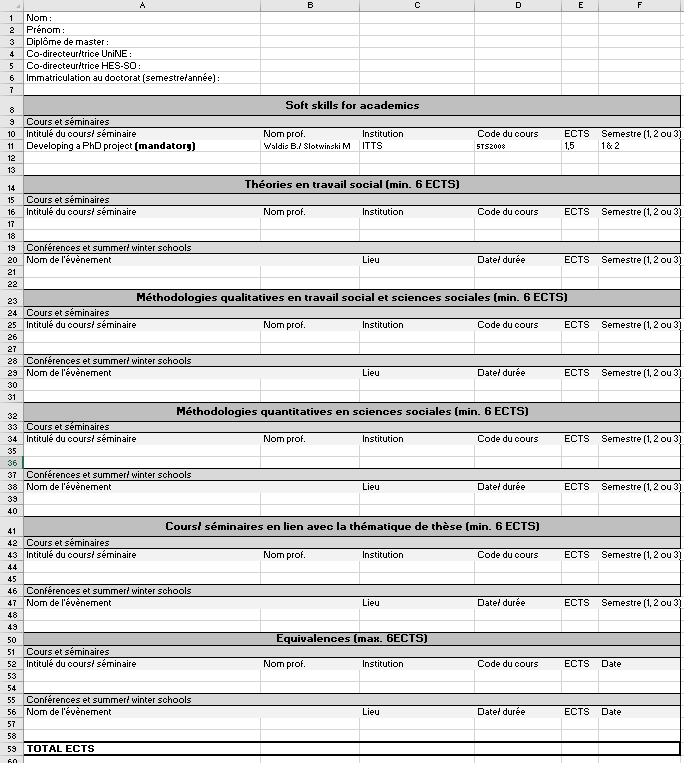 A B C D E F
1 Nom :
2 Prénom :
3 Diplôme de master :
4 Co-directeur/trice UniNE :
5 Co-directeur/trice HES-SO :
6 Immatriculation au doctorat (semestre/année) :
7
8 Soft skills for academics
9 Cours et séminaires
10 Intitulé du cours/ séminaire Nom prof. Institution Code du cours ECTS Semestre (1, 2 ou 3)
11 Developing a PhD project (mandatory) Waldis B./ Slotwinski M ITTS 5TS2008 1,5 1 & 2
12
13
14 Théories en travail social (min. 6 ECTS)
15 Cours et séminaires
16 Intitulé du cours/ séminaire Nom prof. Institution Code du cours ECTS Semestre (1, 2 ou 3)
17
18
19 Conférences et summer/ winter schools
20 Nom de l'évènement Lieu Date/ durée ECTS Semestre (1, 2 ou 3)
21
22
23 Méthodologies qualitatives en travail social et sciences sociales (min. 6 ECTS)
24 Cours et séminaires
25 Intitulé du cours/ séminaire Nom prof. Institution Code du cours ECTS Semestre (1, 2 ou 3)
26
27
28 Conférences et summer/ winter schools
29 Nom de l'évènement Lieu Date/ durée ECTS Semestre (1, 2 ou 3)
30
31
32 Méthodologies quantitatives en sciences sociales (min. 6 ECTS)
33 Cours et séminaires
34 Intitulé du cours/ séminaire Nom prof. Institution Code du cours ECTS Semestre (1, 2 ou 3)
35
36
37 Conférences et summer/ winter schools
38 Nom de l'évènement Lieu Date/ durée ECTS Semestre (1, 2 ou 3)
39
40
41 Cours/ séminaires en lien avec la thématique de thèse (min. 6 ECTS)
42 Cours et séminaires
43 Intitulé du cours/ séminaire Nom prof. Institution Code du cours ECTS Semestre (1, 2 ou 3)
44
45
46 Conférences et summer/ winter schools
47 Nom de l'évènement Lieu Date/ durée ECTS Semestre (1, 2 ou 3)
48
49
50 Equivalences (max. 6ECTS)
51 Cours et séminaires
52 Intitulé du cours/ séminaire Nom prof. Institution Code du cours ECTS Date
53
54
55 Conférences et summer/ winter schools
56 Nom de l'évènement Lieu Date/ durée ECTS Date
57
58
59 TOTAL ECTS
60